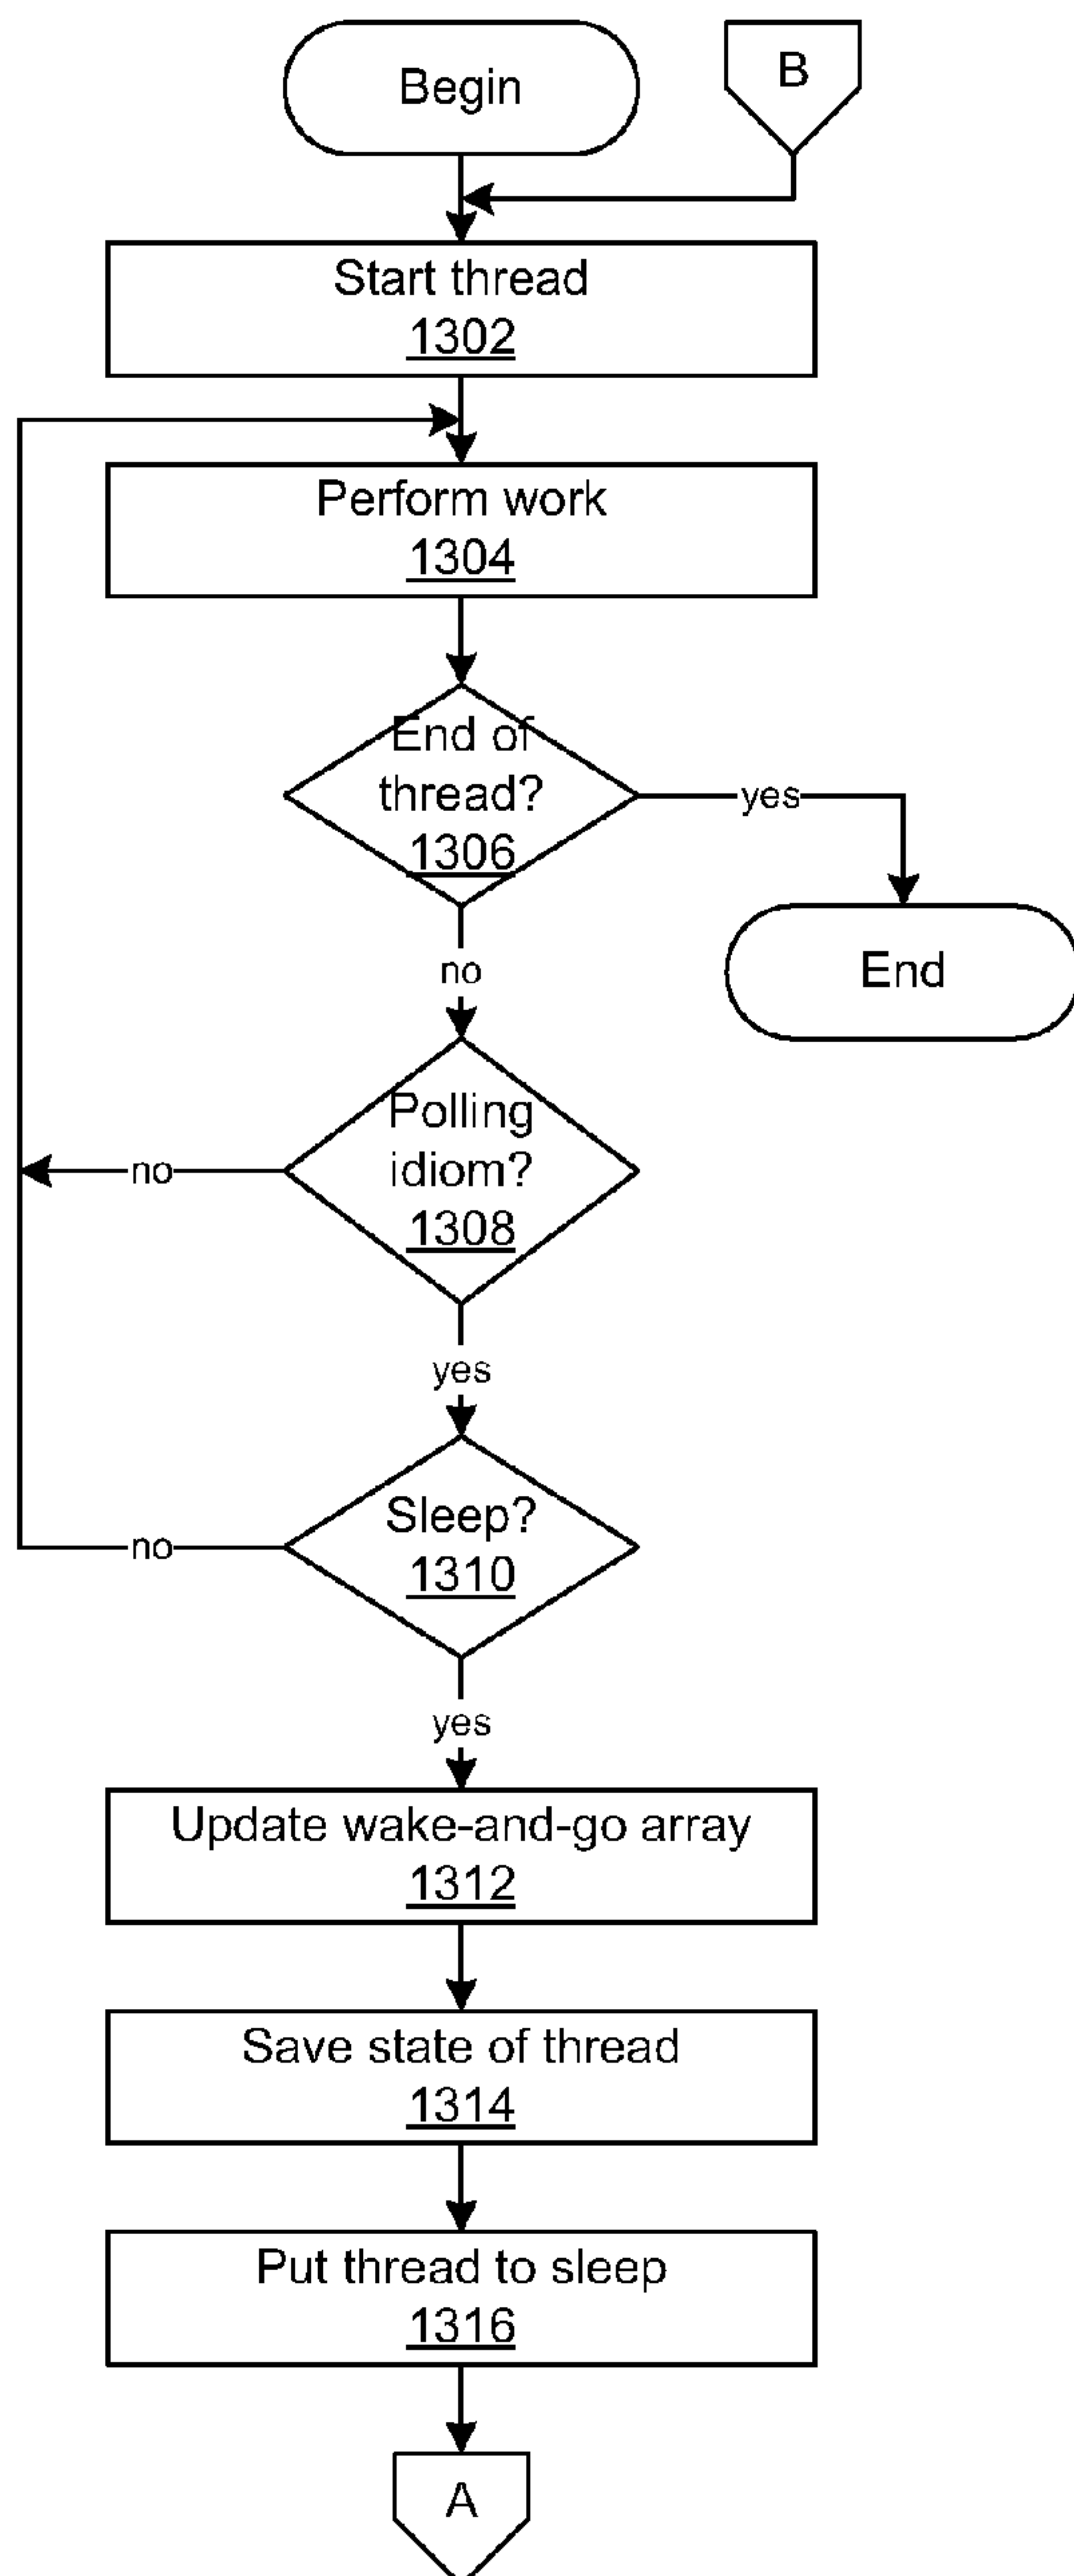 Begin
B
Start thread
1302
Perform work
1304
End of
thread?
1306
yes
no
End
Polling
idiom?
1308
no
yes
Sleep?
1310
no
yes
Update wake-and-go array
1312
Save state of thread
1314
Put thread to sleep
1316
A